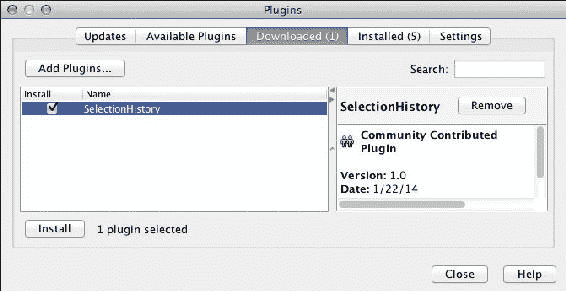 Plugins
Updates Available Plugins Downloaded (1) Installed (5) Settings
Add Plugins... Search:
Install Name
SelectionHistory
SelectionHistory Remove
Community Contributed
Plugin
Version: 1.0
Date: 1/22/14
Install 1 plugin selected
Close Help